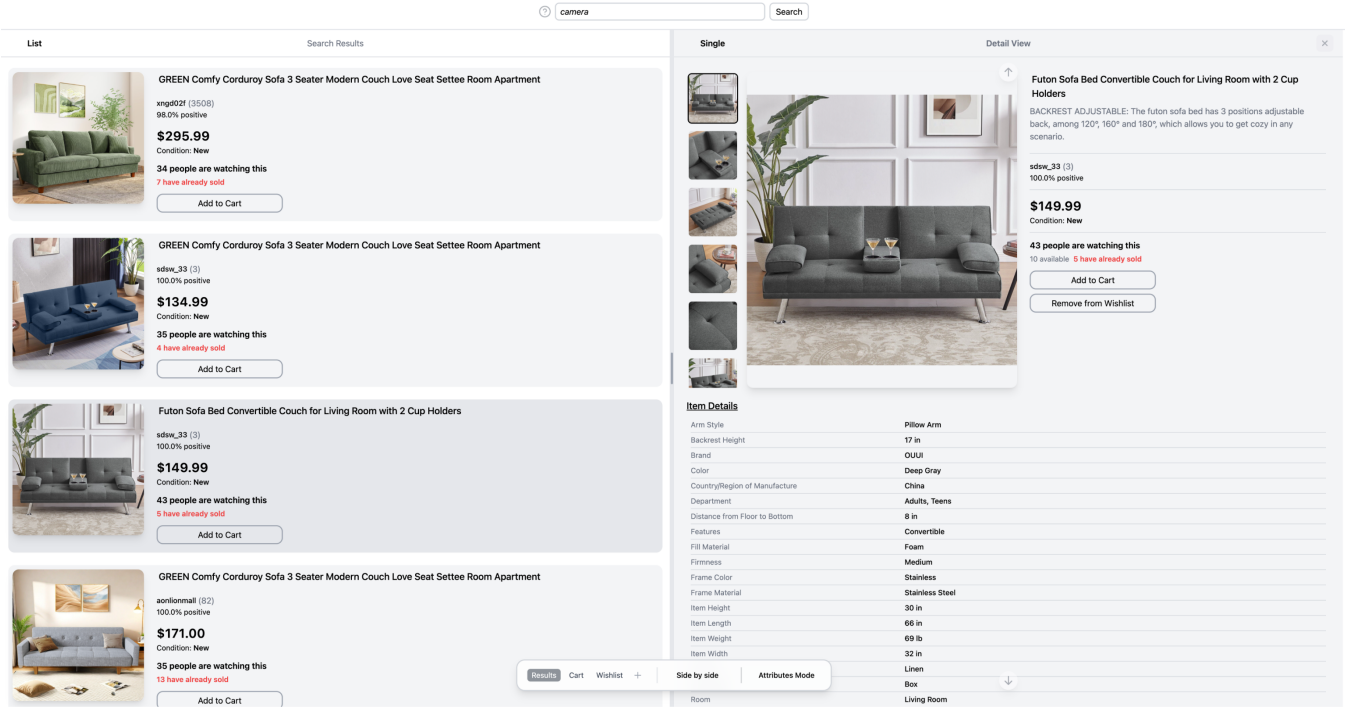 ?
camera
Search
List
Search Results
GREEN Comfy Corduroy Sofa 3 Seater Modern Couch Love Seat Settee Room Apartment
xngd02f (3508)
98.0% positive
$295.99
Condition: New
34 people are watching this
7 have already sold
Add to Cart
GREEN Comfy Corduroy Sofa 3 Seater Modern Couch Love Seat Settee Room Apartment
sdsw_33 (3)
100.0% positive
$134.99
Condition: New
35 people are watching this
4 have already sold
Add to Cart
Futon Sofa Bed Convertible Couch for Living Room with 2 Cup Holders
sdsw_33 (3)
100.0% positive
$149.99
Condition: New
43 people are watching this
5 have already sold
Add to Cart
GREEN Comfy Corduroy Sofa 3 Seater Modern Couch Love Seat Settee Room Apartment
aonlionmall (82)
100.0% positive
$171.00
Condition: New
35 people are watching this
13 have already sold
Add to Cart
Single
Detail View
Futon Sofa Bed Convertible Couch for Living Room with 2 Cup
Holders
BACKREST ADJUSTABLE: The futon sofa bed has 3 positions adjustable
back, among 120°, 160° and 180°, which allows you to get cozy in any
scenario.
sdsw_33 (3)
100.0% positive
$149.99
Condition: New
43 people are watching this
10 available 5 have already sold
Add to Cart
Remove from Wishlist
Item Details
Arm Style Pillow Arm
Backrest Height 17 in
Brand OUUI
Color Deep Gray
Country/Region of Manufacture China
Department Adults, Teens
Distance from Floor to Bottom 8 in
Features Convertible
Fill Material Foam
Firmness Medium
Frame Color Stainless
Frame Material Stainless Steel
Item Height 30 in
Item Length 66 in
Item Weight 69 lb
Item Width 32 in
Linen
Box
Room Living Room
Results Cart Wishlist + Side by side Attributes Mode